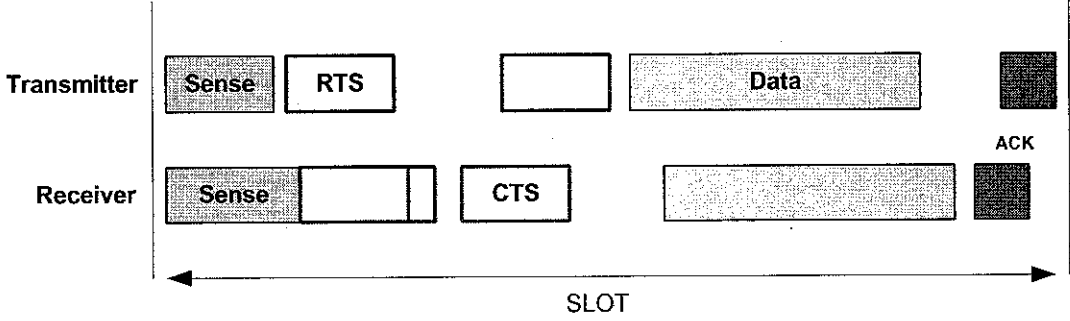 Transmitter Sense RTS Data
ACK
Receiver Sense CTS
SLOT